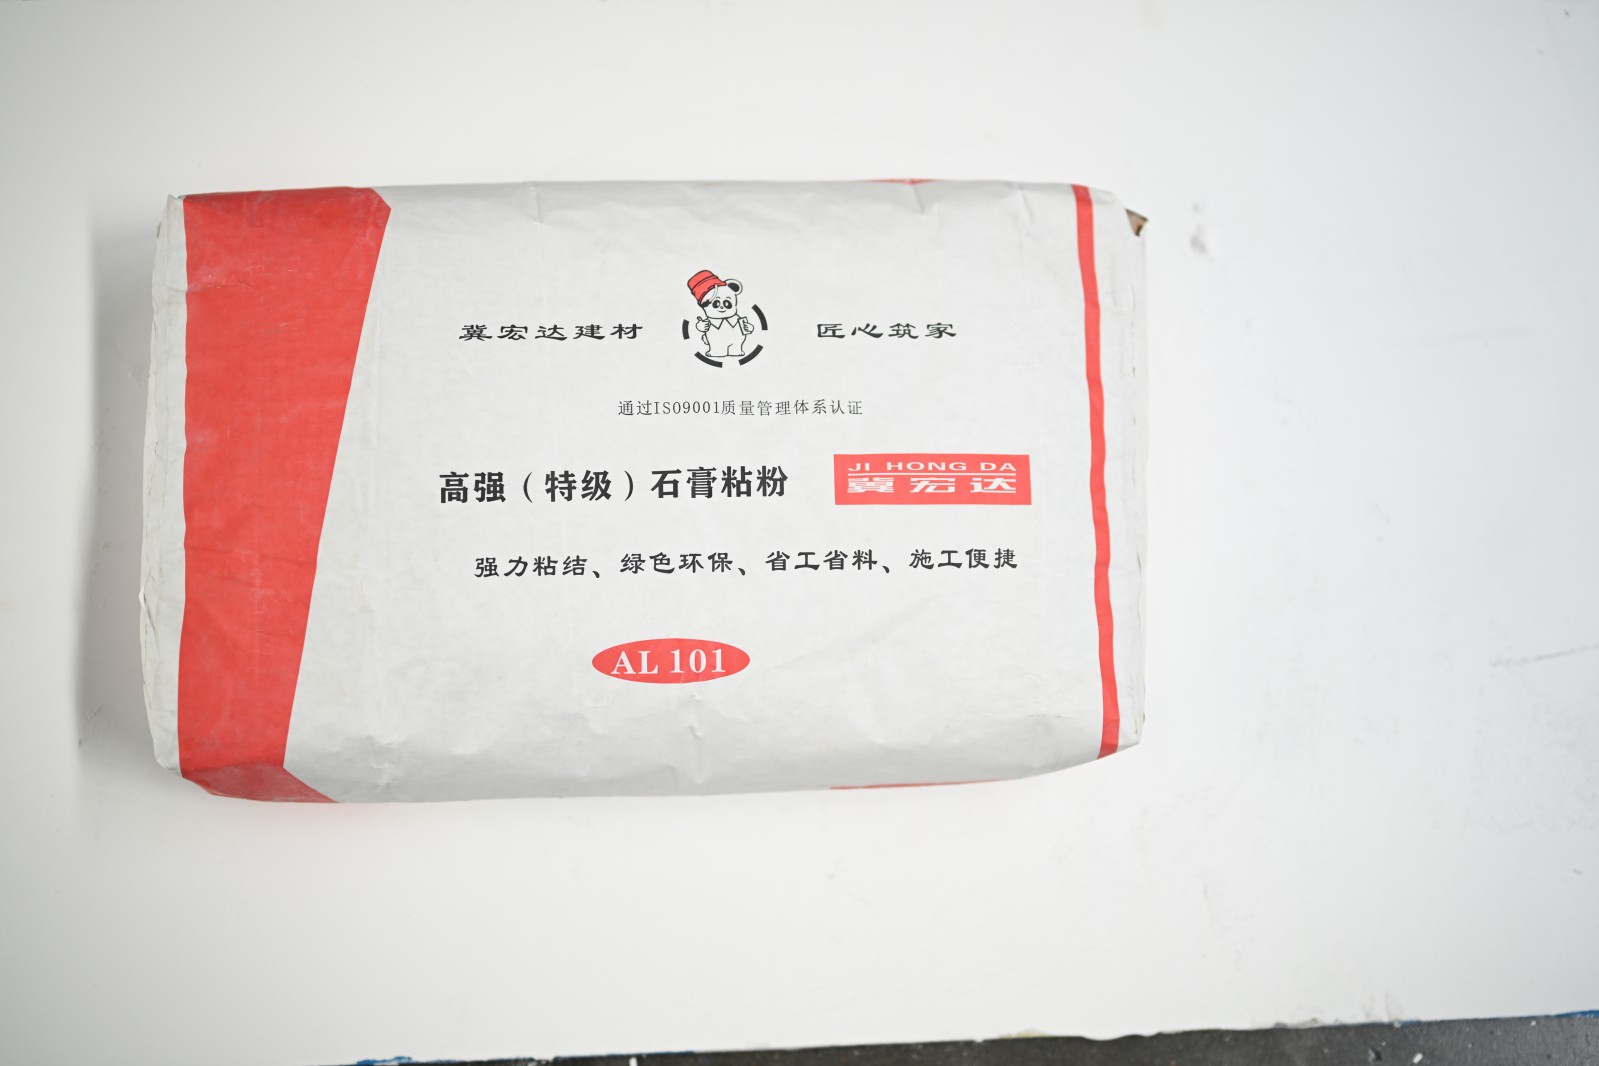 冀宏达建材 匠心筑家
通过ISO9001质量管理体系认证
高强（特级）石膏粘粉
JI HONG DA
冀宏达
强力粘结、绿色环保、省工省料、施工便捷
AL 101